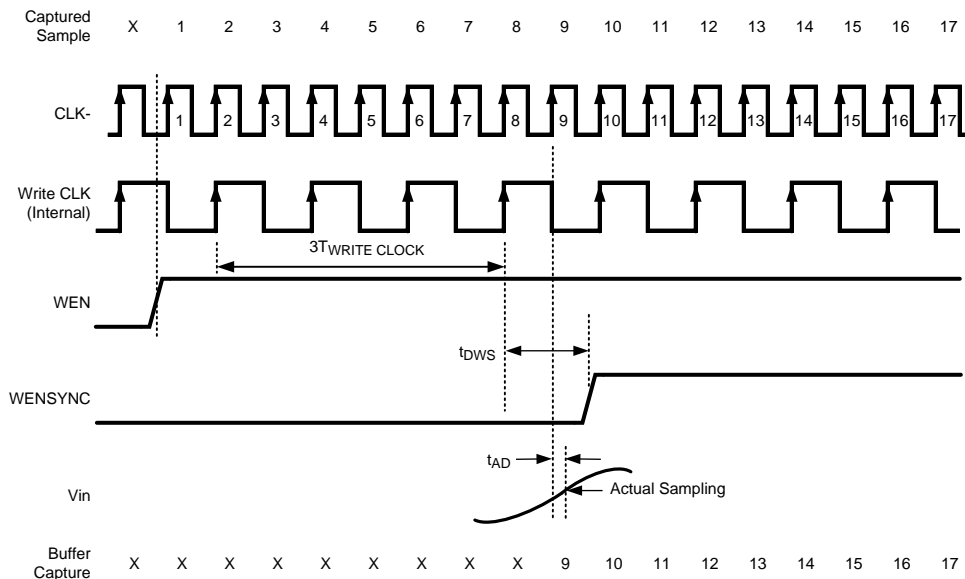 Captured
Sample
X 1 2 3 4 5 6 7 8 9 10 11 12 13 14 15 16 17
CLK-
1 2 3 4 5 6 7 8 9 10 11 12 13 14 15 16 17
Write CLK
(Internal)
3TWRITE CLOCK
WEN
tDWS
WENSYNC
tAD
Actual Sampling
Vin
Buffer
Capture
X X X X X X X X X 9 10 11 12 13 14 15 16 17